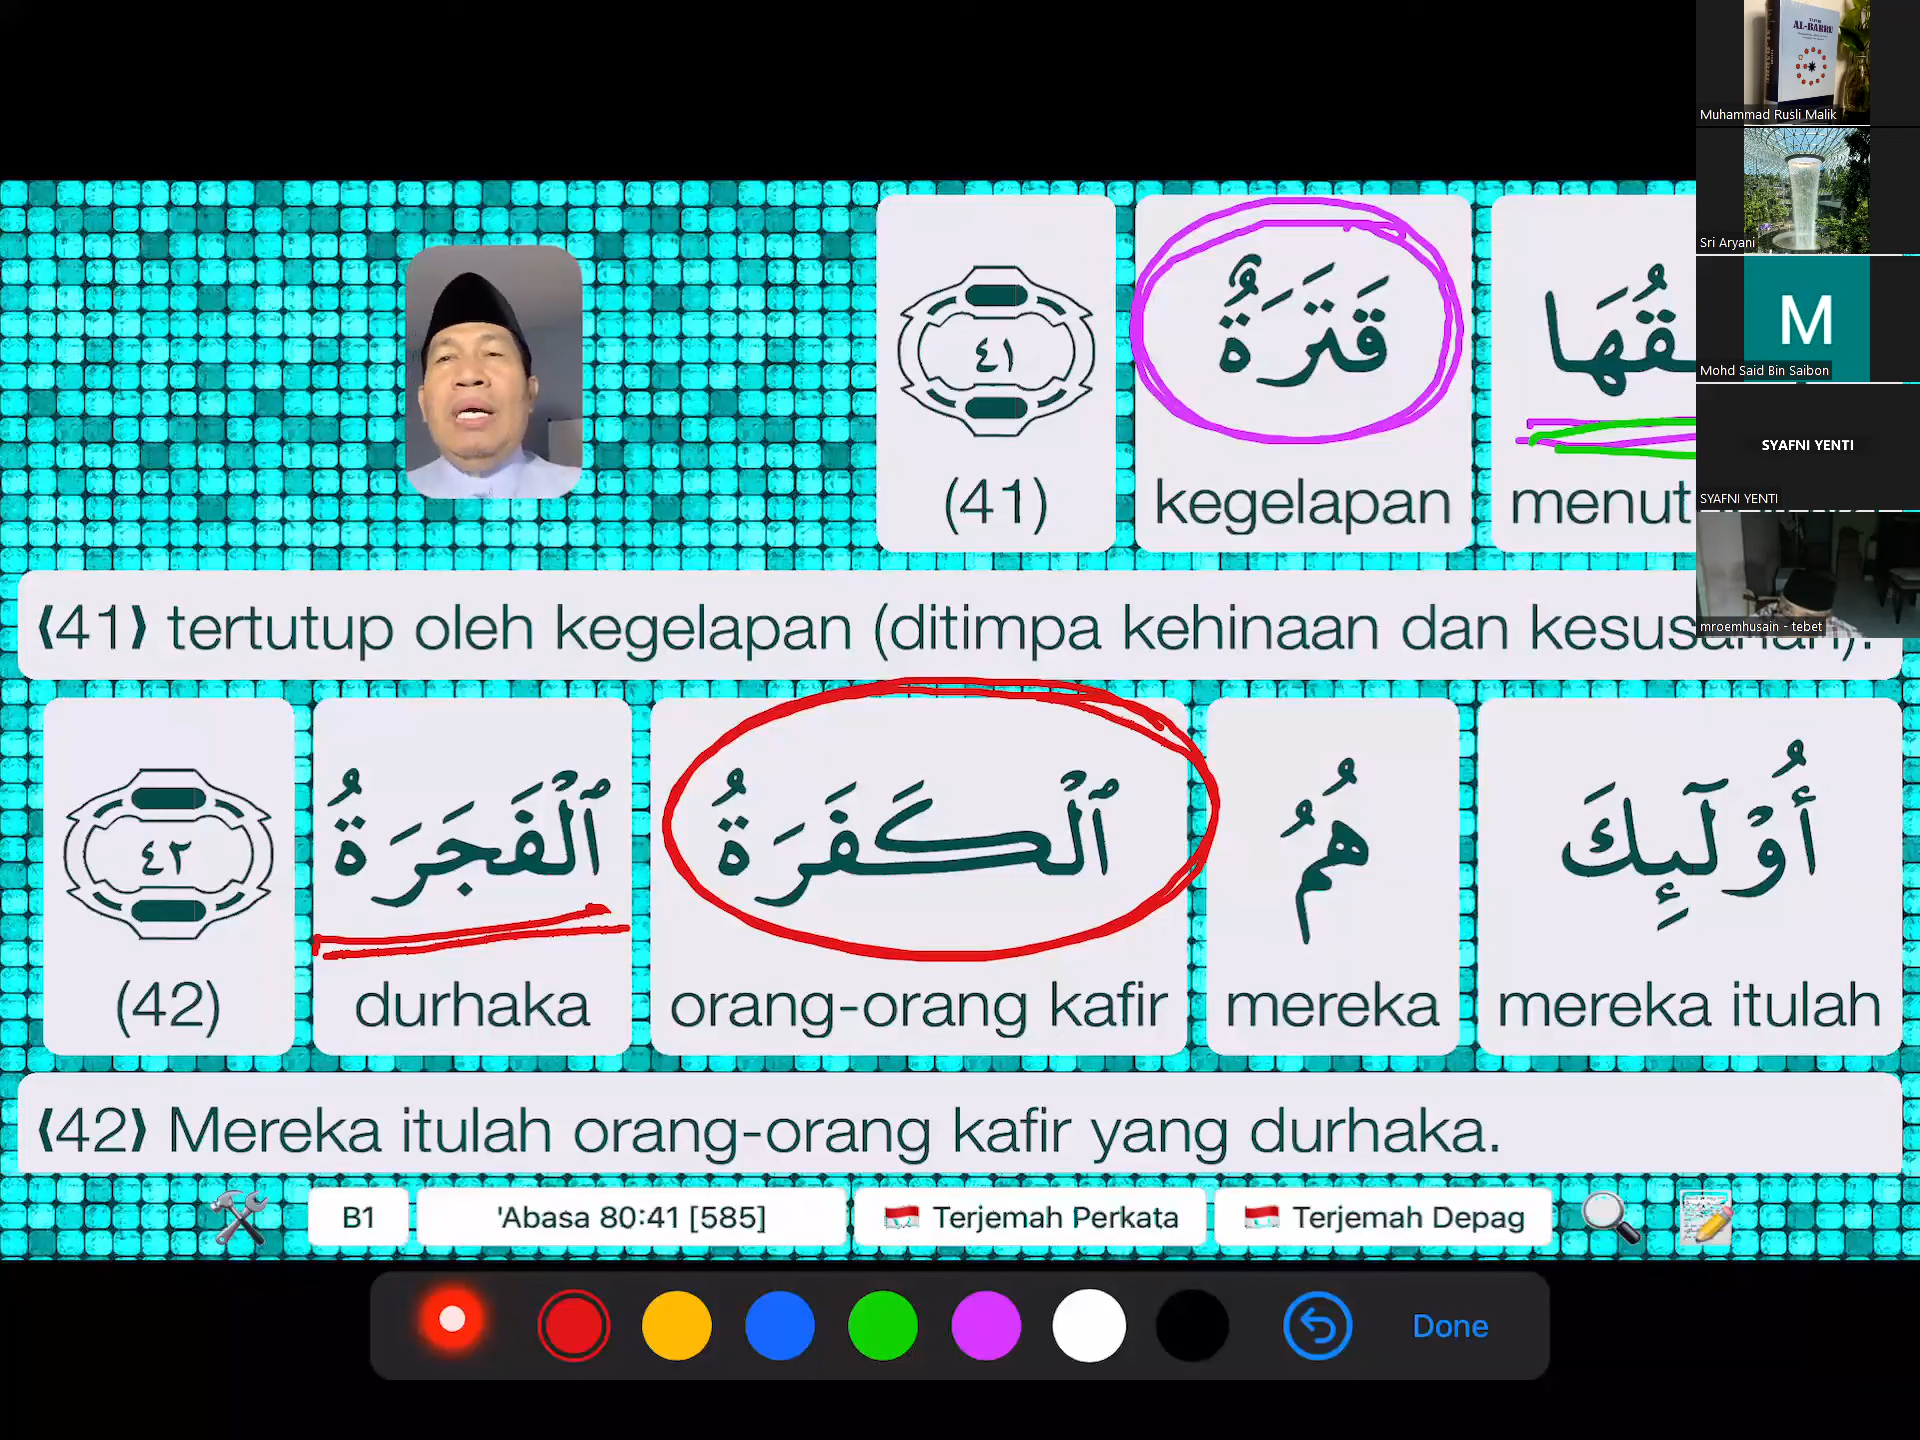 AL-BARRU
Muhammad Rusli Malik
Sri Aryani
M
Mohd Said Bin Saibon
SYAFNI YENTI
SYAFNI YENTI
mroemhusain - tebet
قَتَرَةٌ ٤١
kegelapan (41)
﴾41﴿ tertutup oleh kegelapan (ditimpa kehinaan dan
أُو۟لَٰٓئِكَ هُمُ ٱلْكَفَرَةُ ٱلْفَجَرَةُ ٤٢
mereka itulah mereka orang-orang kafir durhaka (42)
﴾42﴿ Mereka itulah orang-orang kafir yang durhaka.
B1 'Abasa 80:41 [585] Terjemah Perkata Terjemah Depag
Done